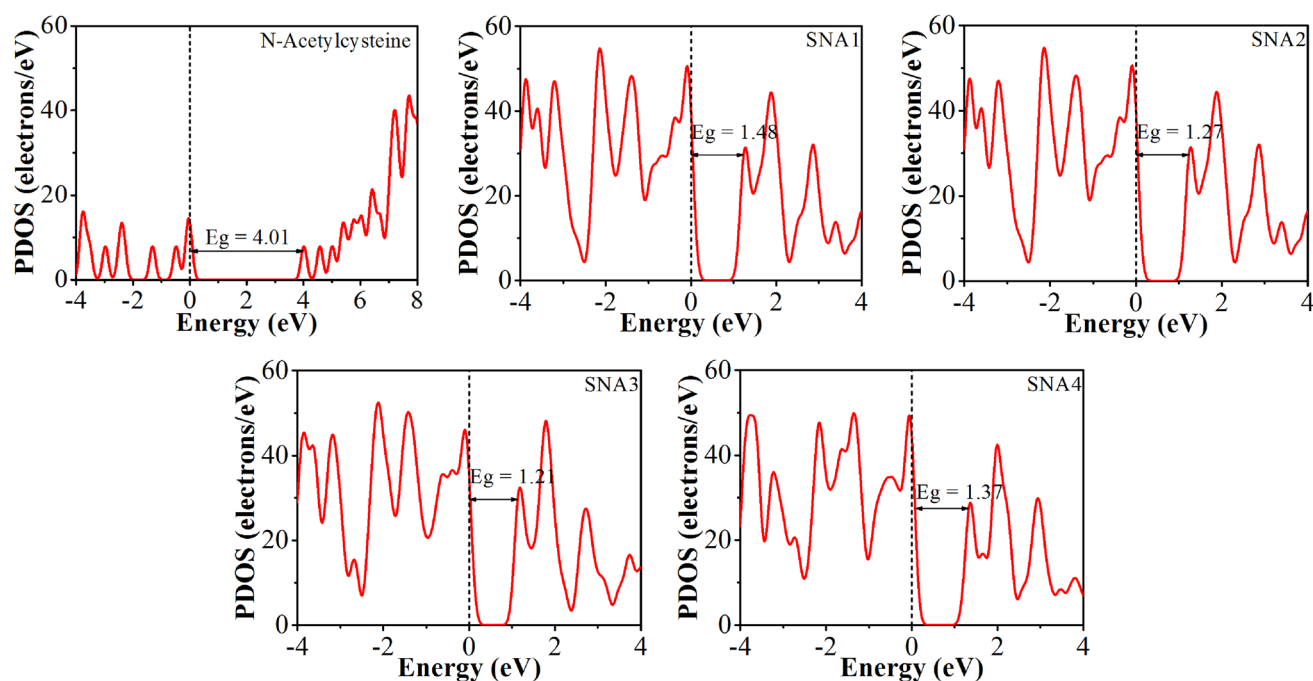 N-Acetylcysteine
PDOS (electrons/eV)
60
40
20
0
Eg = 4.01
-4 -2 0 2 4 6 8
Energy (eV)
SNA1
PDOS (electrons/eV)
60
40
20
0
Eg = 1.48
-4 -2 0 2 4
Energy (eV)
SNA2
PDOS (electrons/eV)
60
40
20
0
Eg = 1.27
-4 -2 0 2 4
Energy (eV)
SNA3
PDOS (electrons/eV)
60
40
20
0
Eg = 1.21
-4 -2 0 2 4
Energy (eV)
SNA4
PDOS (electrons/eV)
60
40
20
0
Eg = 1.37
-4 -2 0 2 4
Energy (eV)